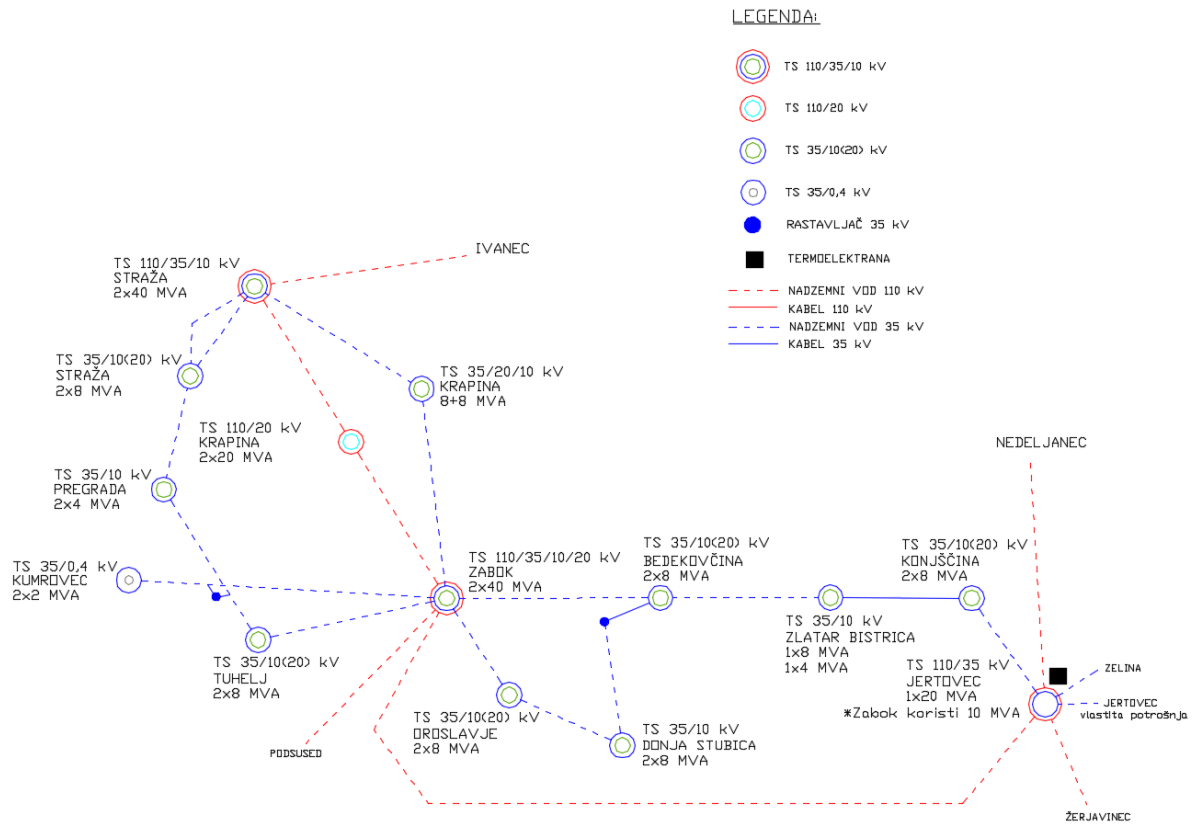 LEGENDA:
TS 110/35/10 kV
TS 110/20 kV
TS 35/10(20) kV
TS 35/0,4 kV
RASTAVLJAČ 35 kV
TERMOELEKTRANA
NADZEMNI VOD 110 kV
KABEL 110 kV
NADZEMNI VOD 35 kV
KABEL 35 kV
IVANEC
TS 110/35/10 kV
STRAŽA
2x40 MVA
TS 35/10(20) kV
STRAŽA
2x8 MVA
TS 35/20/10 kV
KRAPINA
8+8 MVA
TS 110/20 kV
KRAPINA
2x20 MVA
NEDELJANEC
TS 35/10 kV
PREGRADA
2x4 MVA
TS 35/0,4 kV
KUMROVEC
2x2 MVA
TS 110/35/10/20 kV
ZABOK
2x40 MVA
TS 35/10(20) kV
BEDEKOVČINA
2x8 MVA
TS 35/10(20) kV
KONJŠČINA
2x8 MVA
TS 35/10 kV
ZLATAR BISTRICA
1x8 MVA
1x4 MVA
TS 35/10(20) kV
TUHELJ
2x8 MVA
TS 110/35 kV
JERTOVEC
1x20 MVA
*Zabok koristi 10 MVA
ZELINA
JERTOVEC
vlastita potrošnja
TS 35/10(20) kV
OROSLAVJE
2x8 MVA
TS 35/10 kV
DONJA STUBICA
2x8 MVA
PODSUSED
ŽERJAVINEC